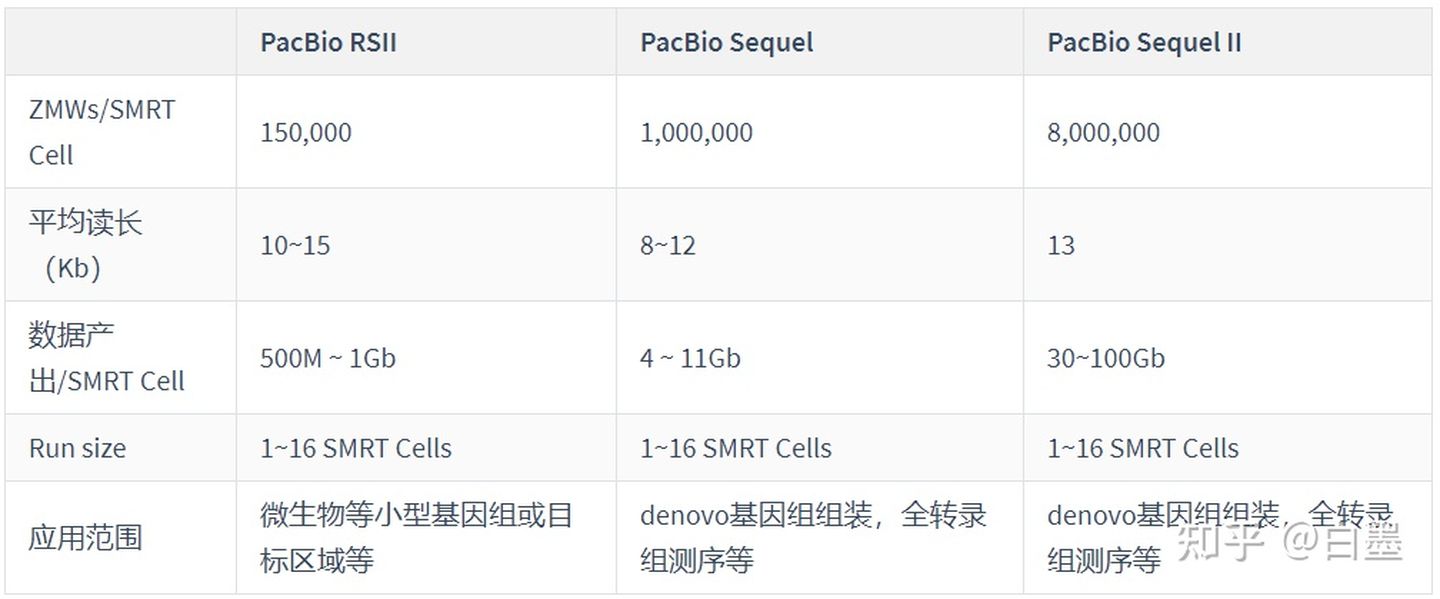 PacBio RSII PacBio Sequel PacBio Sequel II
ZMWs/SMRT
Cell
150,000 1,000,000 8,000,000
平均读长
（Kb）
10~15 8~12 13
数据产
出/SMRT Cell
500M ~ 1Gb 4 ~ 11Gb 30~100Gb
Run size 1~16 SMRT Cells 1~16 SMRT Cells 1~16 SMRT Cells
应用范围
微生物等小型基因组或目
标区域等
denovo基因组组装，全转录
组测序等
denovo基因组组装，全转录
组测序等
知乎 @白墨